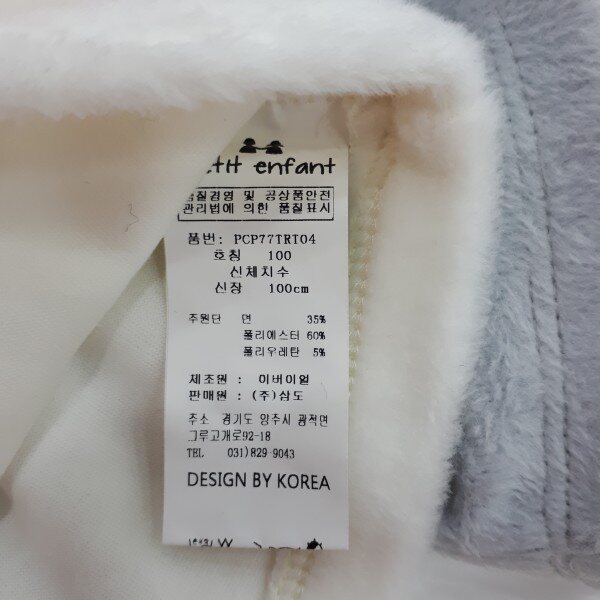 enfant
품질경영 및 공상품안전
관리법에 의한 품질표시
품번: PCP77TRT04
호칭 100
신체치수
신장 100cm
주원단 면 35%
폴리에스터 60%
폴리우레탄 5%
제조원 : 이버이얼
판매원 : (주)삼도
주소 경기도 양주시 광적면
그루고개로92-18
TEL 031)829-9043
DESIGN BY KOREA